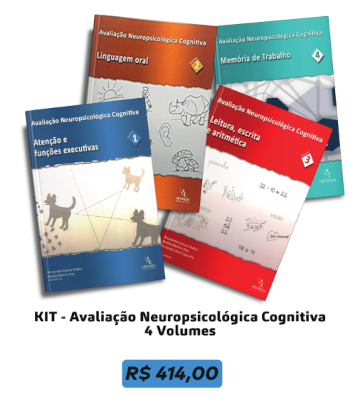 Avaliação Neuropsicológica Cognitiva
Linguagem oral
2
Avaliação Neuropsicológica Cognitiva
Memória de Trabalho
4
Avaliação Neuropsicológica Cognitiva
Atenção e
funções executivas
1
Avaliação Neuropsicológica Cognitiva
Leitura, escrita
e aritmética
3
MEMNON
KIT - Avaliação Neuropsicológica Cognitiva
4 Volumes
R$ 414,00